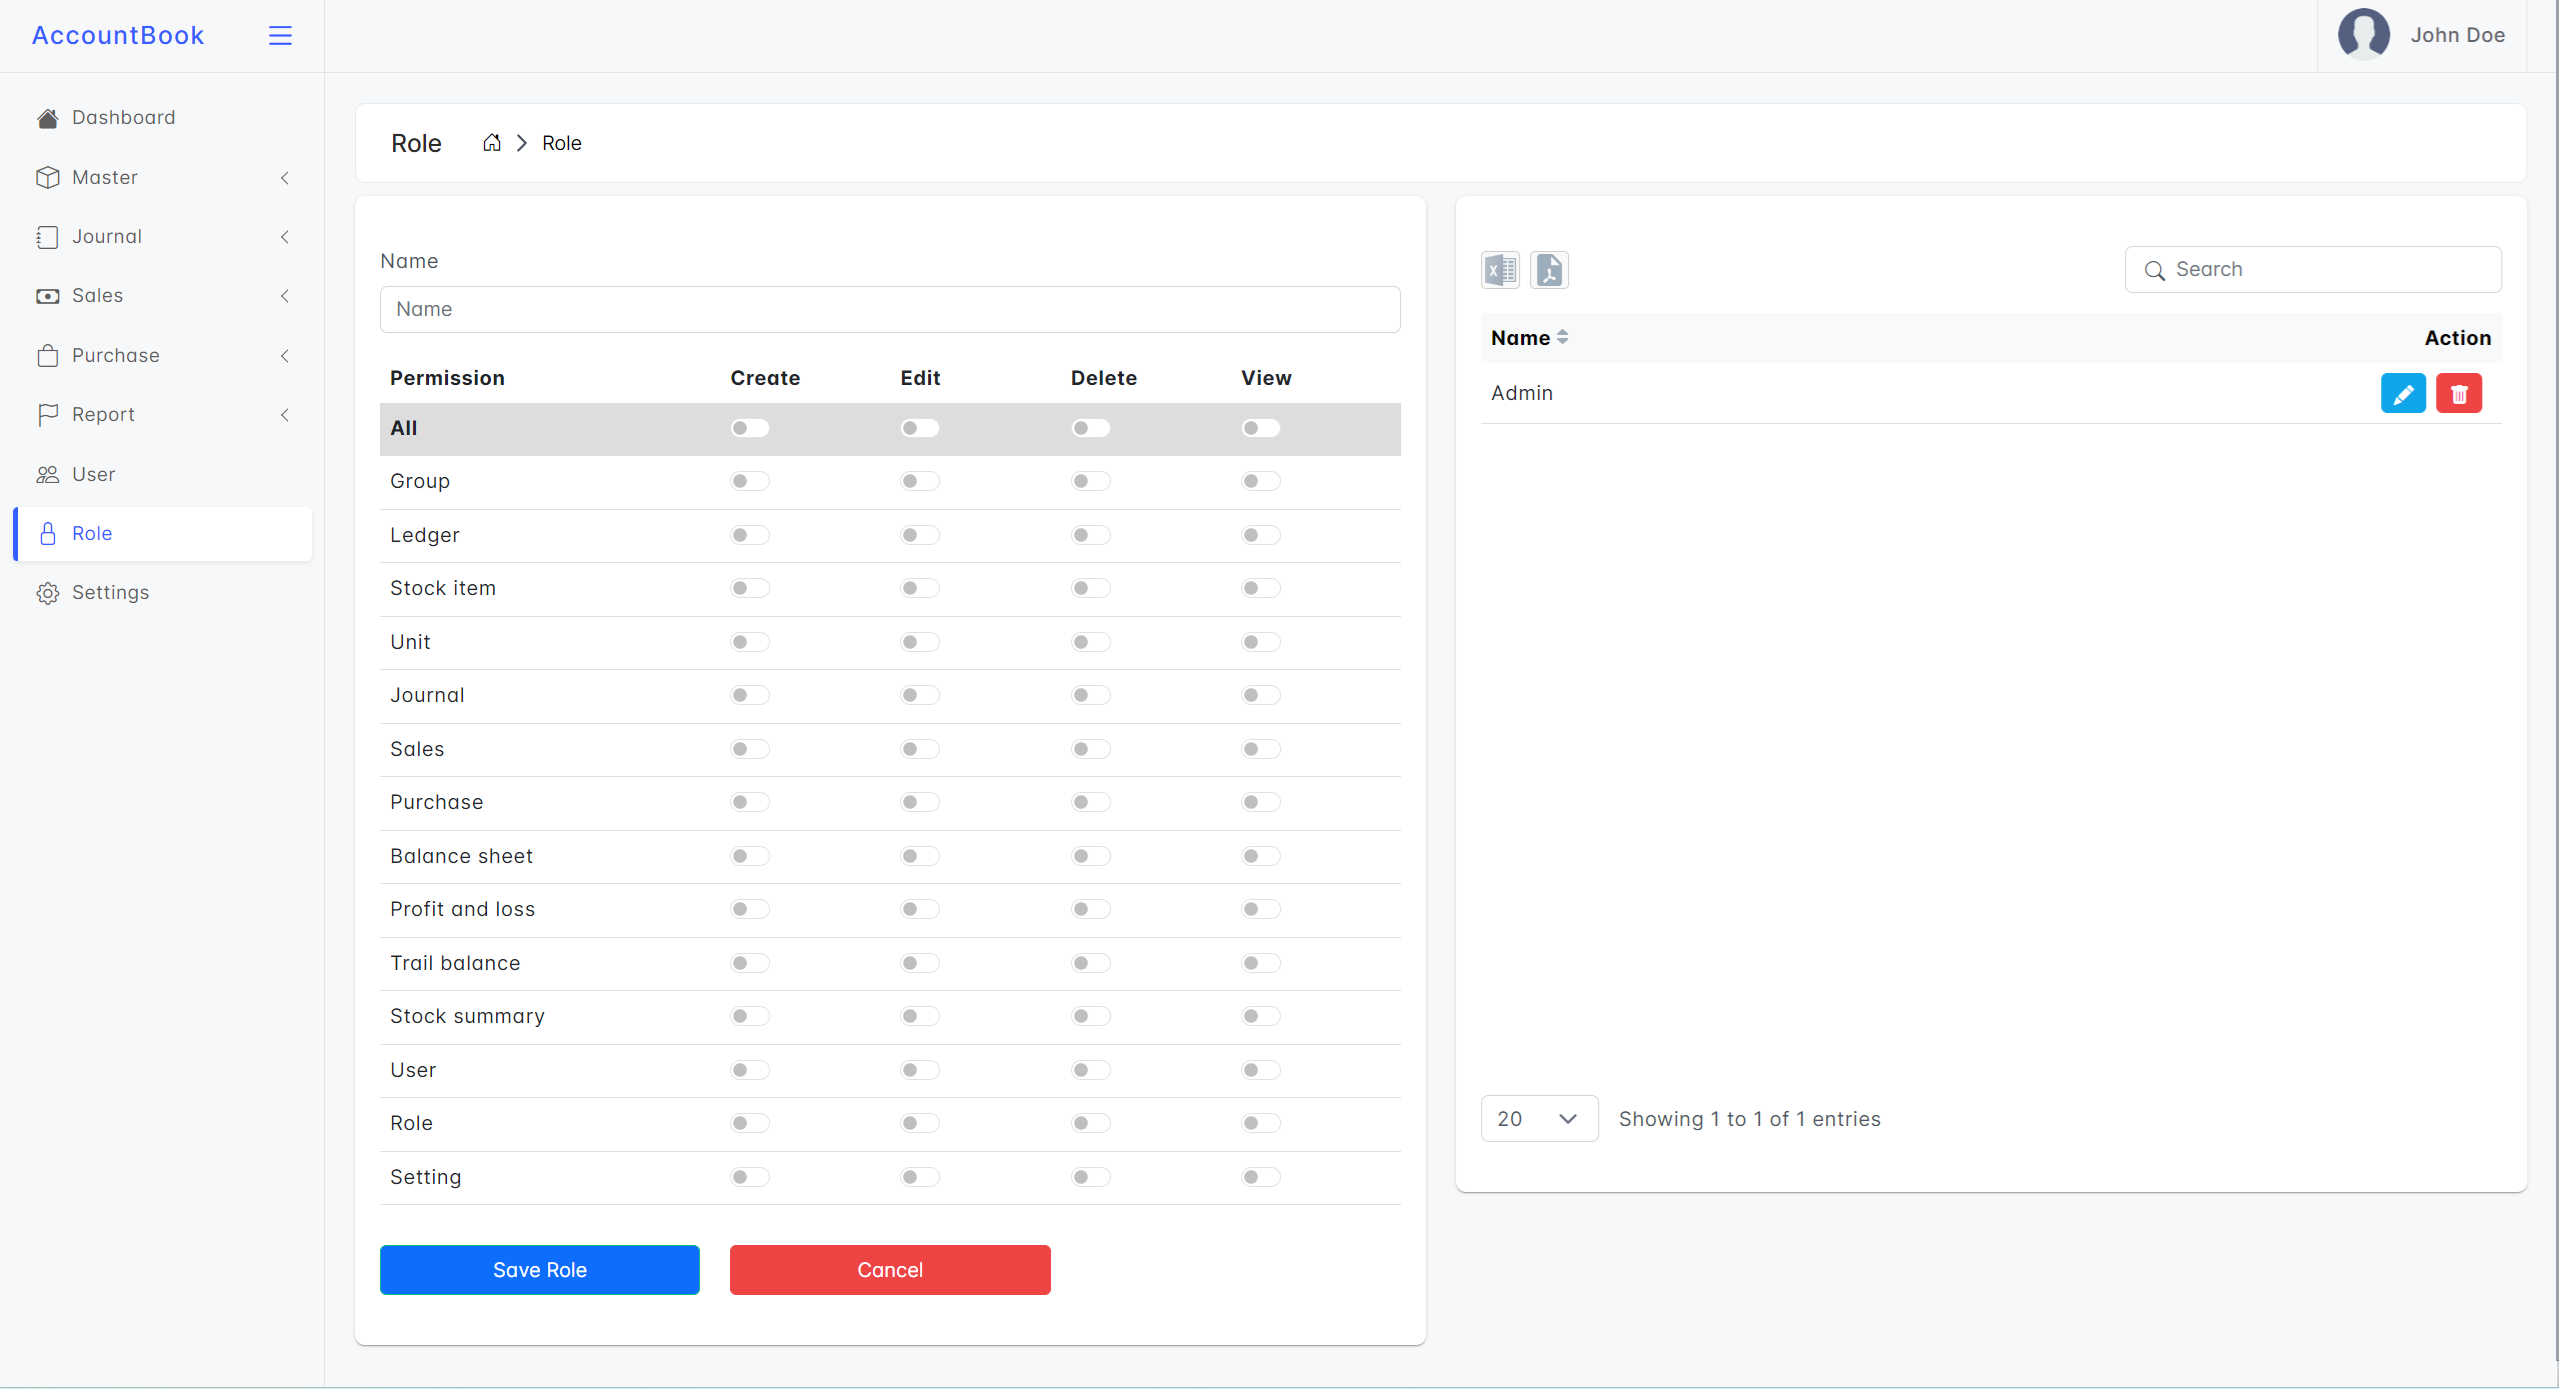 AccountBook
John Doe
Dashboard
Master
Journal
Sales
Purchase
Report
User
Role
Settings
Role
Role
Name
Name
Permission Create Edit Delete View
All
Group
Ledger
Stock item
Unit
Journal
Sales
Purchase
Balance sheet
Profit and loss
Trail balance
Stock summary
User
Role
Setting
Save Role
Cancel
Search
Name Action
Admin
20
Showing 1 to 1 of 1 entries